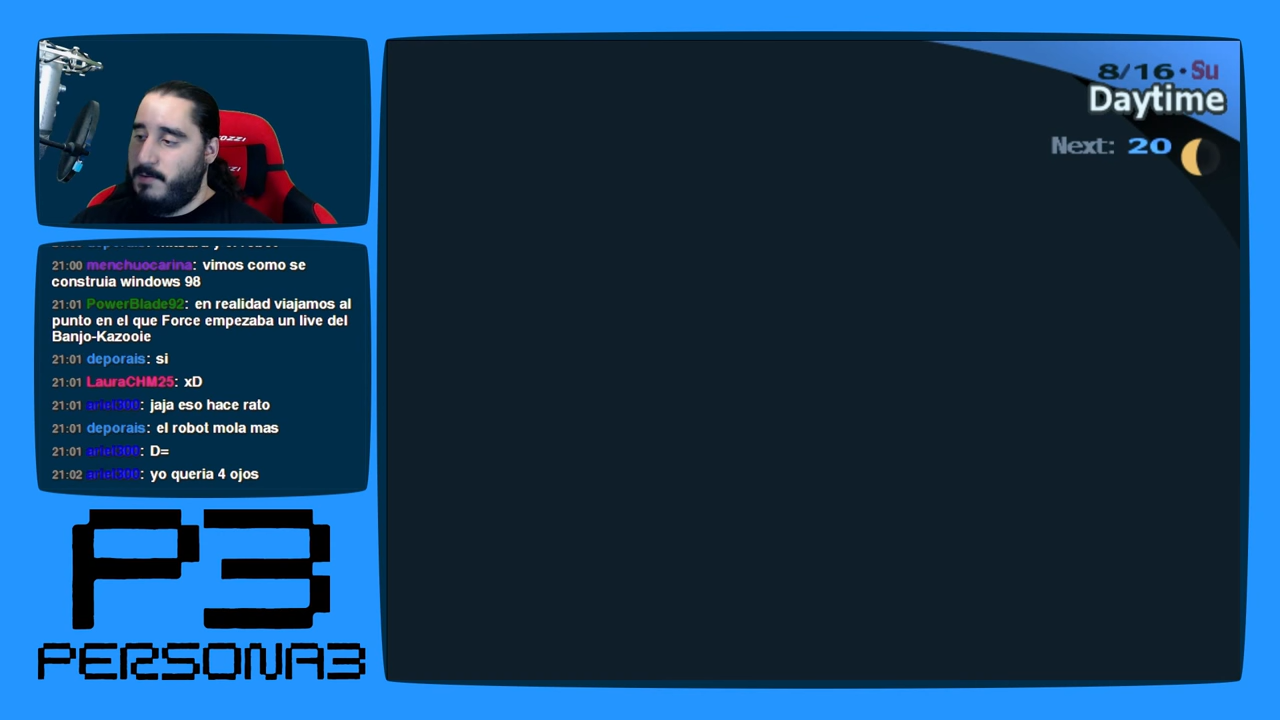 8/16·Su
Daytime
Next: 20
21:00 menchuocarina: vimos como se
construia windows 98
21:01 PowerBlade92: en realidad viajamos al
punto en el que Force empezaba un live del
Banjo-Kazooie
21:01 deporais: si
21:01 LauraCHM25: xD
21:01 : jaja eso hace rato
21:01 deporais: el robot mola mas
21:01 : D=
21:02 : yo queria 4 ojos
P3
PERSONA3